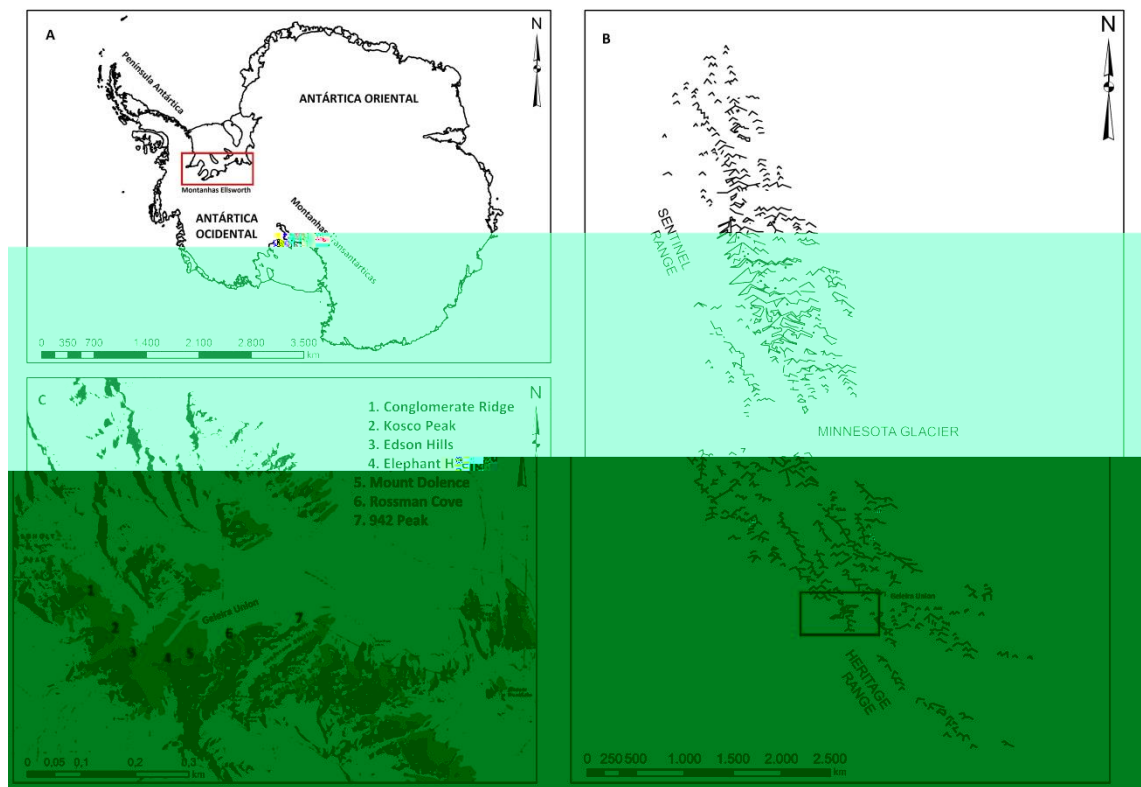 A
N
Península Antártica
ANTÁRTICA ORIENTAL
Montanhas Ellsworth
ANTÁRTICA
OCIDENTAL
Montanhas
0 350 700 1 400 2 100 2 800 3 500
km
B
N
SENTINEL
RANGE
MINNESOTA GLACIER
Geleira Union
HERITAGE
RANGE
0 250 500 1.000 1.500 2.000 2.500
km
C
N
1. Conglomerate Ridge
2. Kosco Peak
3. Edson Hills
4. Elephant
5. Mount Dolence
6. Rossman Cove
7. 942 Peak
1
2
3
4
5
6
7
Geleira Union
0 0,05 0,1 0,2 0,3
km